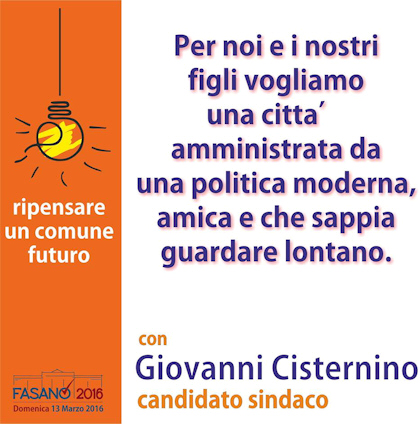 Per noi e i nostri
figli vogliamo
una citta´
amministrata da
una politica moderna,
amica e che sappia
guardare lontano.
ripensare
un comune
futuro
con
Giovanni Cisternino
candidato sindaco
FASANO 2016
Domenica 13 Marzo 2016